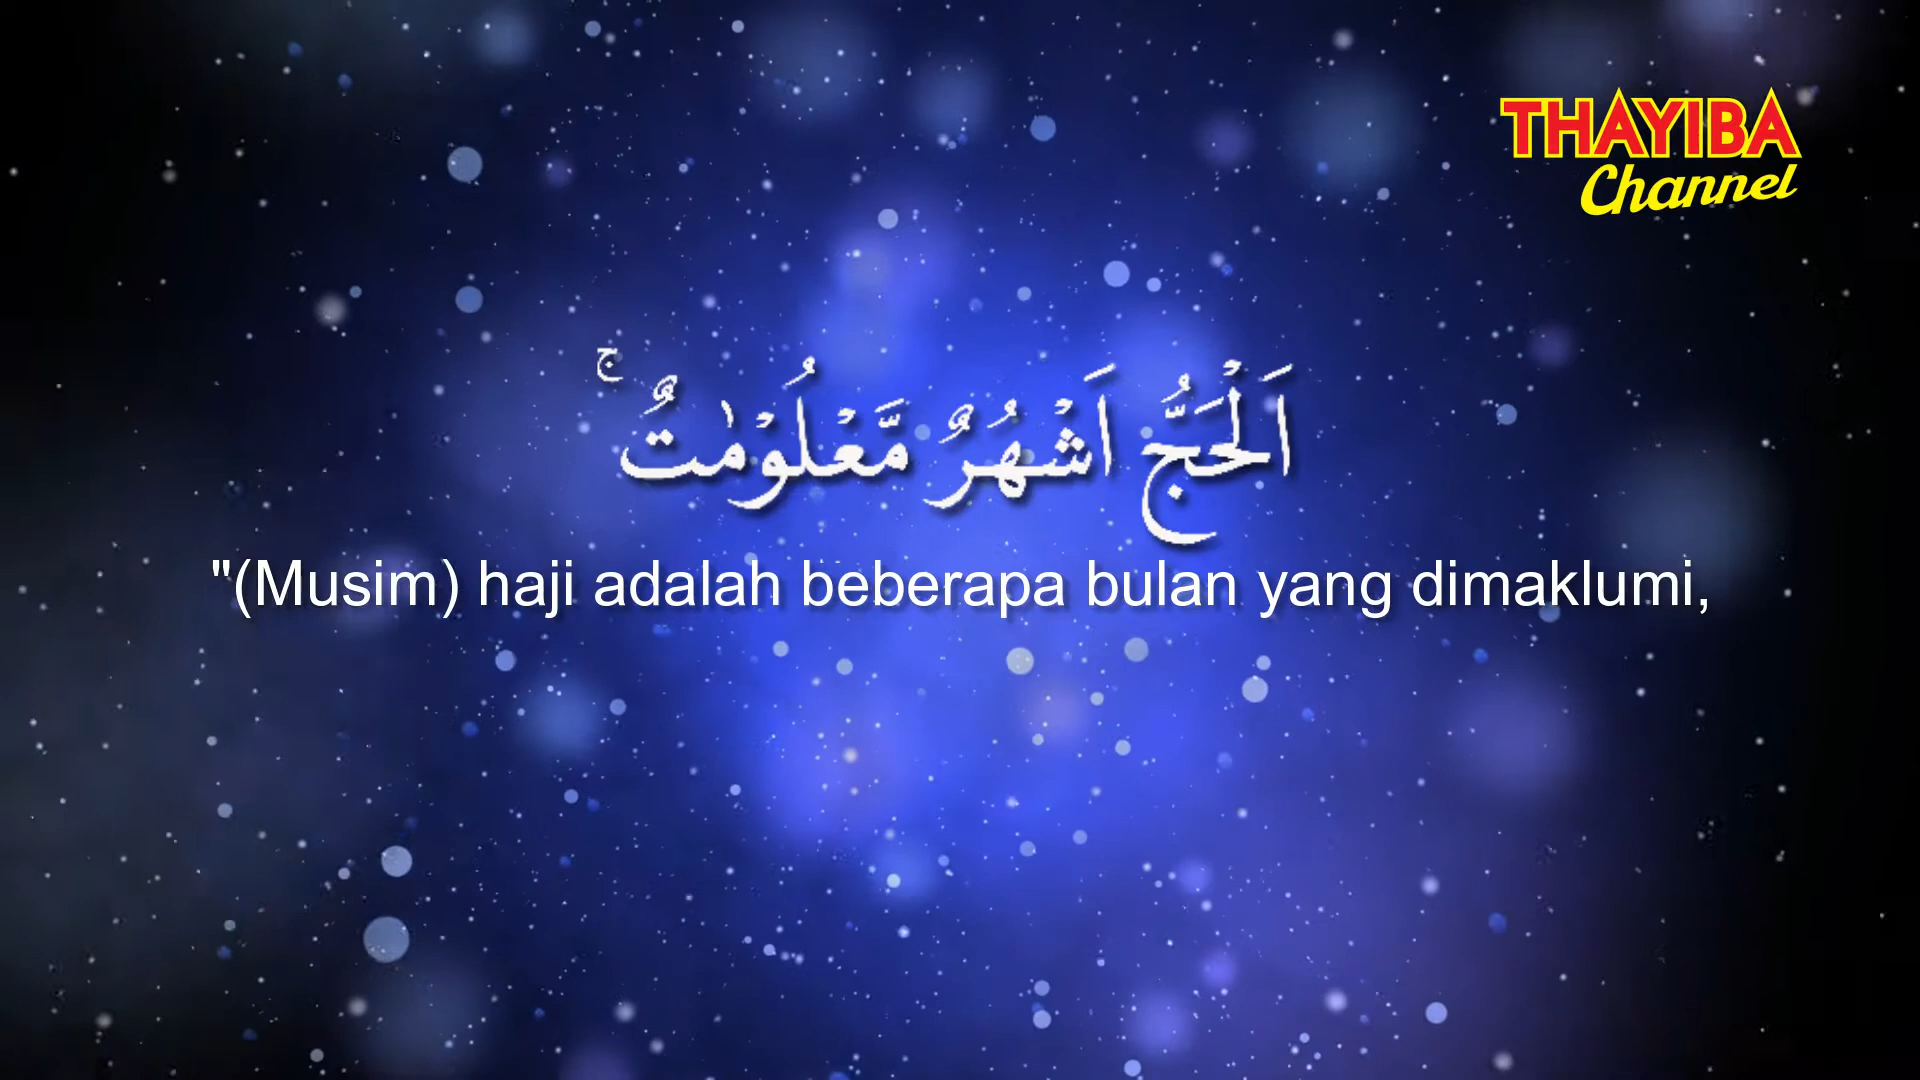 THAYIBA
Channel
اَلْحَجُّ اَشْهُرٌ مَّعْلُوْمٰتٌ ۚ
"(Musim) haji adalah beberapa bulan yang dimaklumi,